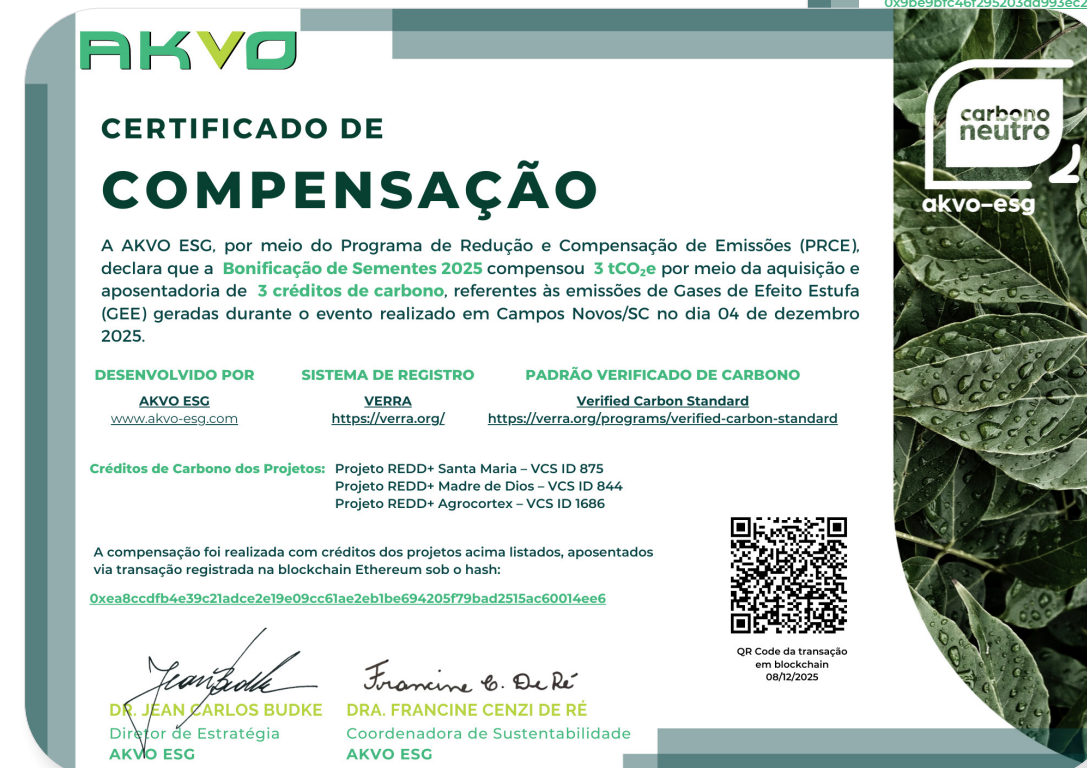 AKVO
carbono
neutro
2
akvo-esg
CERTIFICADO DE
COMPENSAÇÃO
A AKVO ESG, por meio do Programa de Redução e Compensação de Emissões (PRCE),
declara que a Bonificação de Sementes 2025 compensou 3 tCO₂e por meio da aquisição e
aposentadoria de 3 créditos de carbono, referentes às emissões de Gases de Efeito Estufa
(GEE) geradas durante o evento realizado em Campos Novos/SC no dia 04 de dezembro
2025.
DESENVOLVIDO POR
AKVO ESG
www.akvo-esg.com
SISTEMA DE REGISTRO
VERRA
https://verra.org/
PADRÃO VERIFICADO DE CARBONO
Verified Carbon Standard
https://verra.org/programs/verified-carbon-standard
Créditos de Carbono dos Projetos: Projeto REDD+ Santa Maria – VCS ID 875
Projeto REDD+ Madre de Dios – VCS ID 844
Projeto REDD+ Agrocortex – VCS ID 1686
A compensação foi realizada com créditos dos projetos acima listados, aposentados
via transação registrada na blockchain Ethereum sob o hash:
0xea8ccdfb4e39c21adce2e19e09cc61ae2eb1be694205f79bad2515ac60014ee6
QR Code da transação
em blockchain
08/12/2025
Jean Budke
DR. JEAN CARLOS BUDKE
Diretor de Estratégia
AKVO ESG
Francine C. De Ré
DRA. FRANCINE CENZI DE RÉ
Coordenadora de Sustentabilidade
AKVO ESG